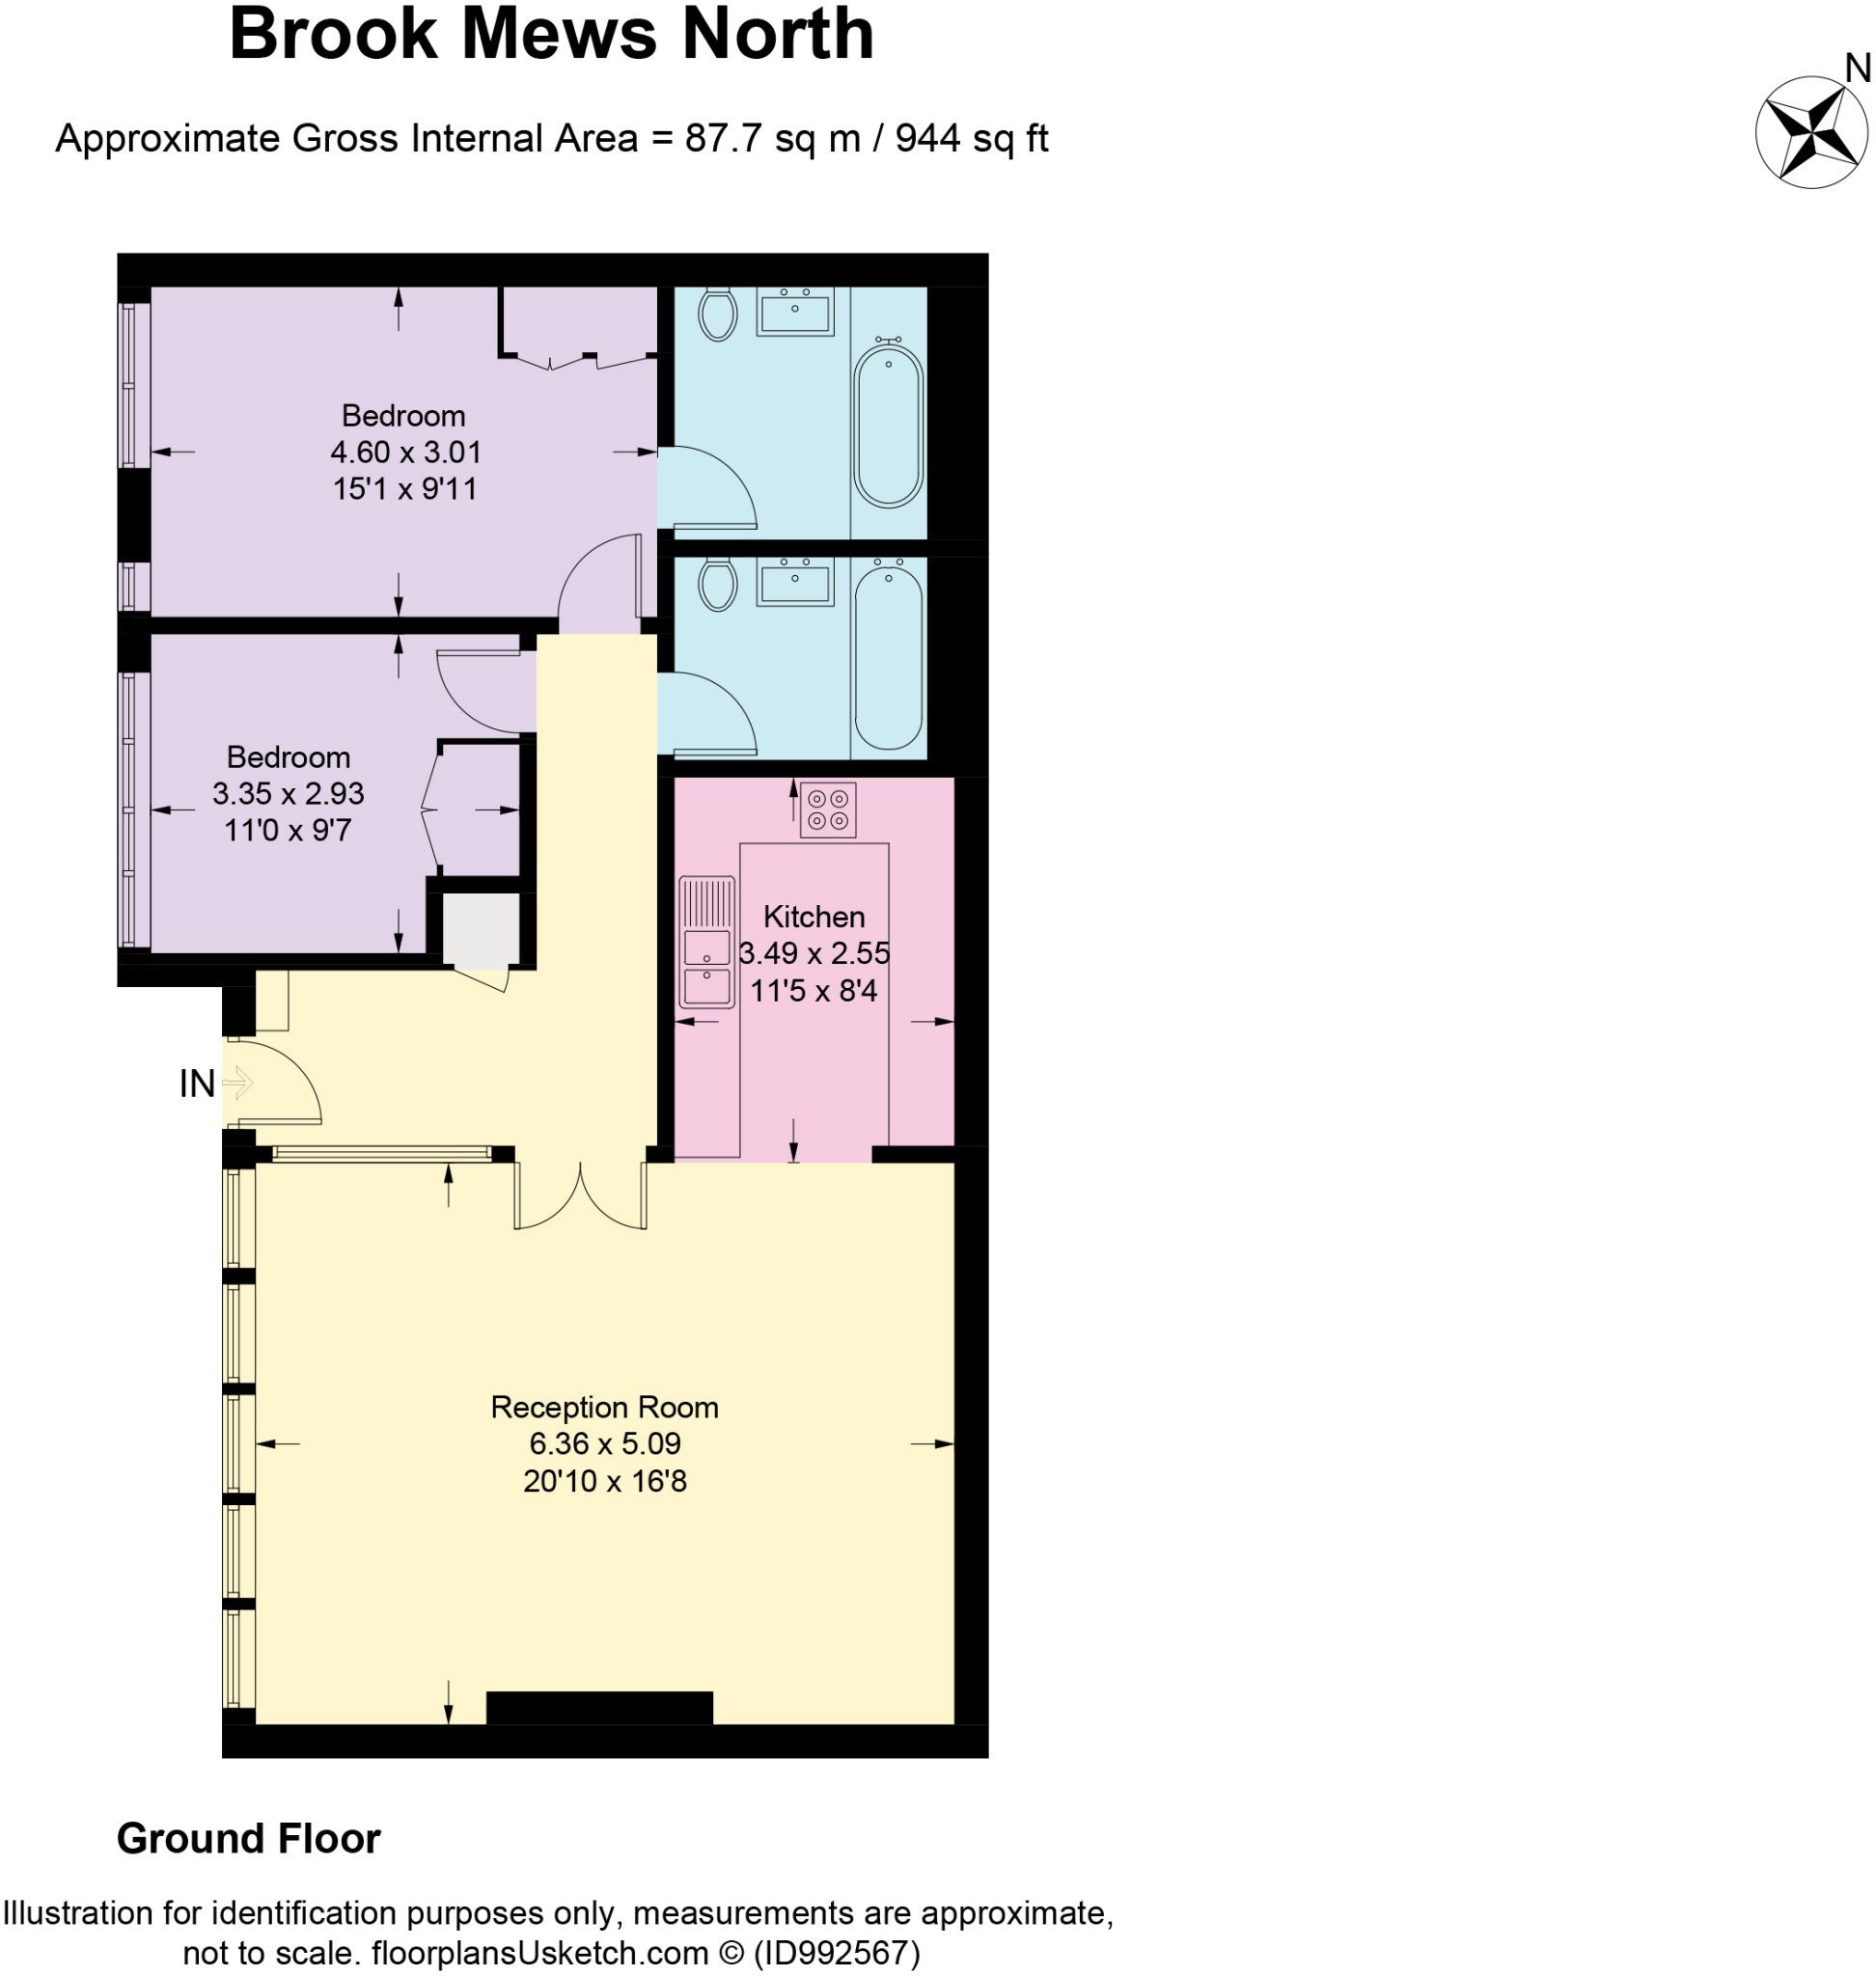 Brook Mews North
N
Approximate Gross Internal Area = 87.7 sq m / 944 sq ft
Bedroom
4.60 x 3.01
15'1 x 9'11
Bedroom
3.35 x 2.93
11'0 x 9'7
Kitchen
3.49 x 2.55
11'5 x 8'4
IN
Reception Room
6.36 x 5.09
20'10 x 16'8
Ground Floor
Illustration for identification purposes only, measurements are approximate,
not to scale. floorplansUsketch.com © (ID992567)